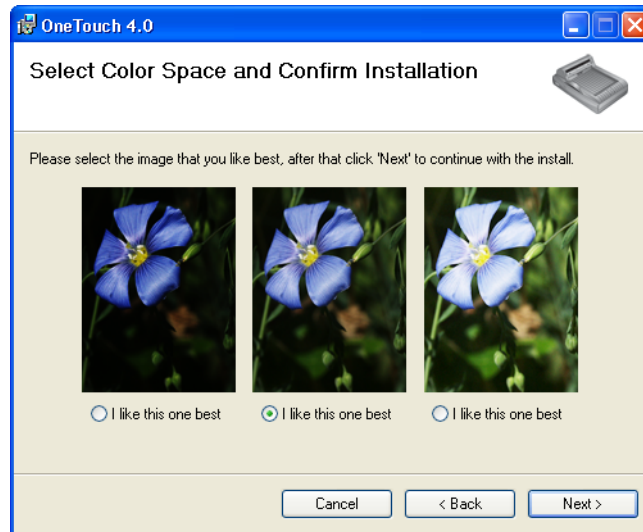 OneTouch 4.0
Select Color Space and Confirm Installation
Please select the image that you like best, after that click 'Next' to continue with the install.
I like this one best I like this one best I like this one best
Cancel < Back Next >